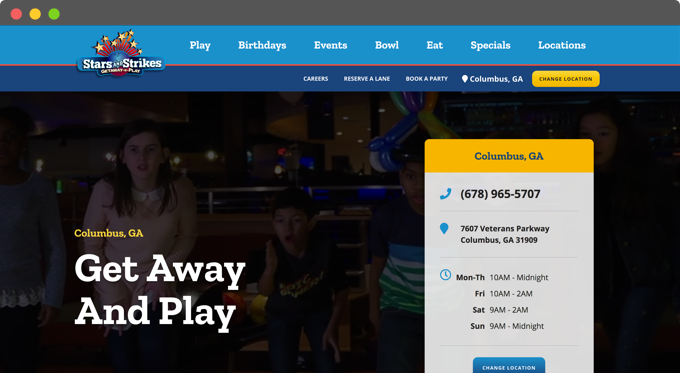 Play Birthdays Events Bowl Eat Specials Locations
Stars AND Strikes
GETAWAY & PLAY
CAREERS RESERVE A LANE BOOK A PARTY Columbus, GA CHANGE LOCATION
Columbus, GA
Get Away
And Play
Columbus, GA
(678) 965-5707
7607 Veterans Parkway
Columbus, GA 31909
Mon-Th 10AM - Midnight
Fri 10AM - 2AM
Sat 9AM - 2AM
Sun 9AM - Midnight
CHANGE LOCATION